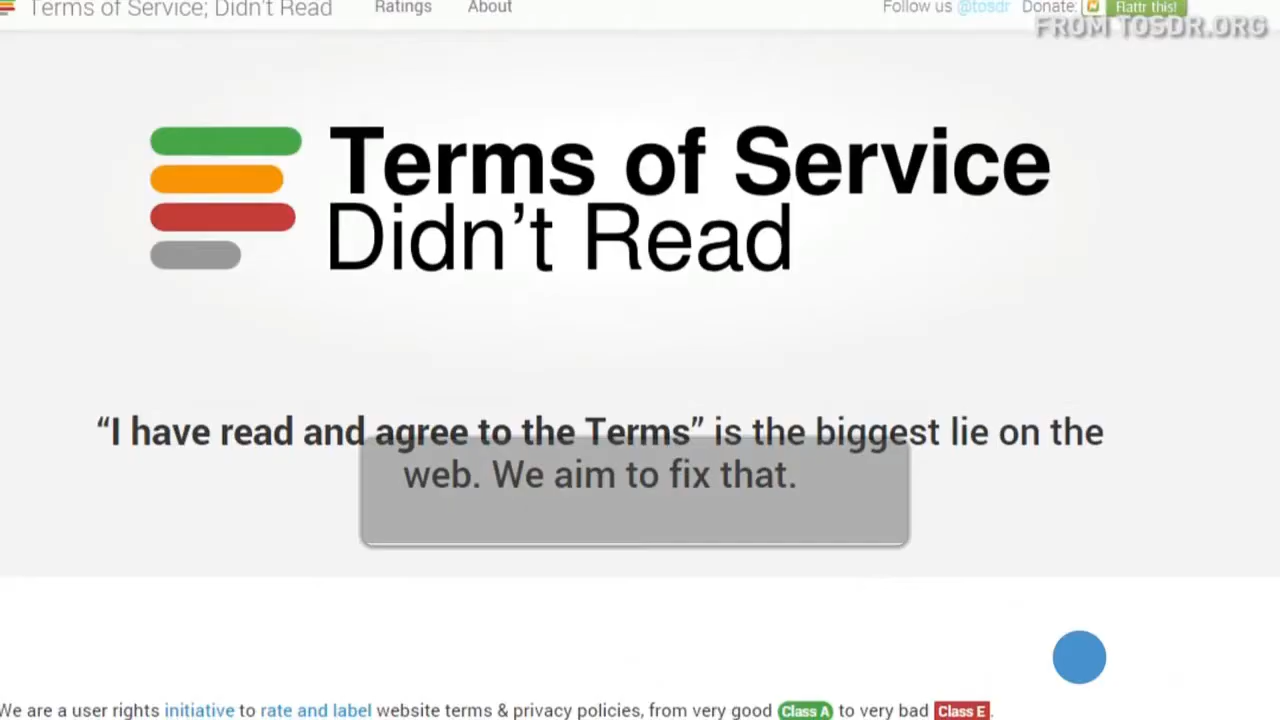 Terms of Service; Didn't Read Ratings About Follow us @tosdr Donate: Flattr this!
FROM TOSDR.ORG
Terms of Service
Didn't Read
“I have read and agree to the Terms” is the biggest lie on the
web. We aim to fix that.
We are a user rights initiative to rate and label website terms & privacy policies, from very good Class A to very bad Class E.